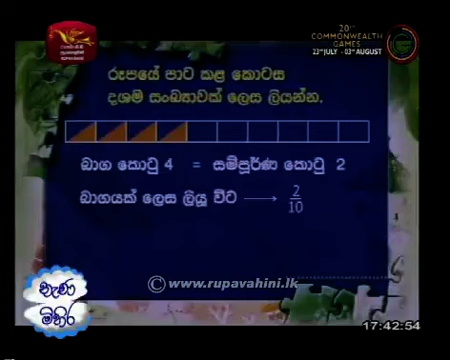 20TH
COMMONWEALTH
GAMES
23RD JULY - 03RD AUGUST
රූපයේ පාට කළ කොටස
දශම සංඛ්‍යාවක් ලෙස ලියන්න.
බාග කොටු 4 = සම්පූර්ණ කොටු 2
භාගයක් ලෙස ලියූ විට → 2/10
© www.rupavahini.lk
නැණ
මිහිර
17:42:54